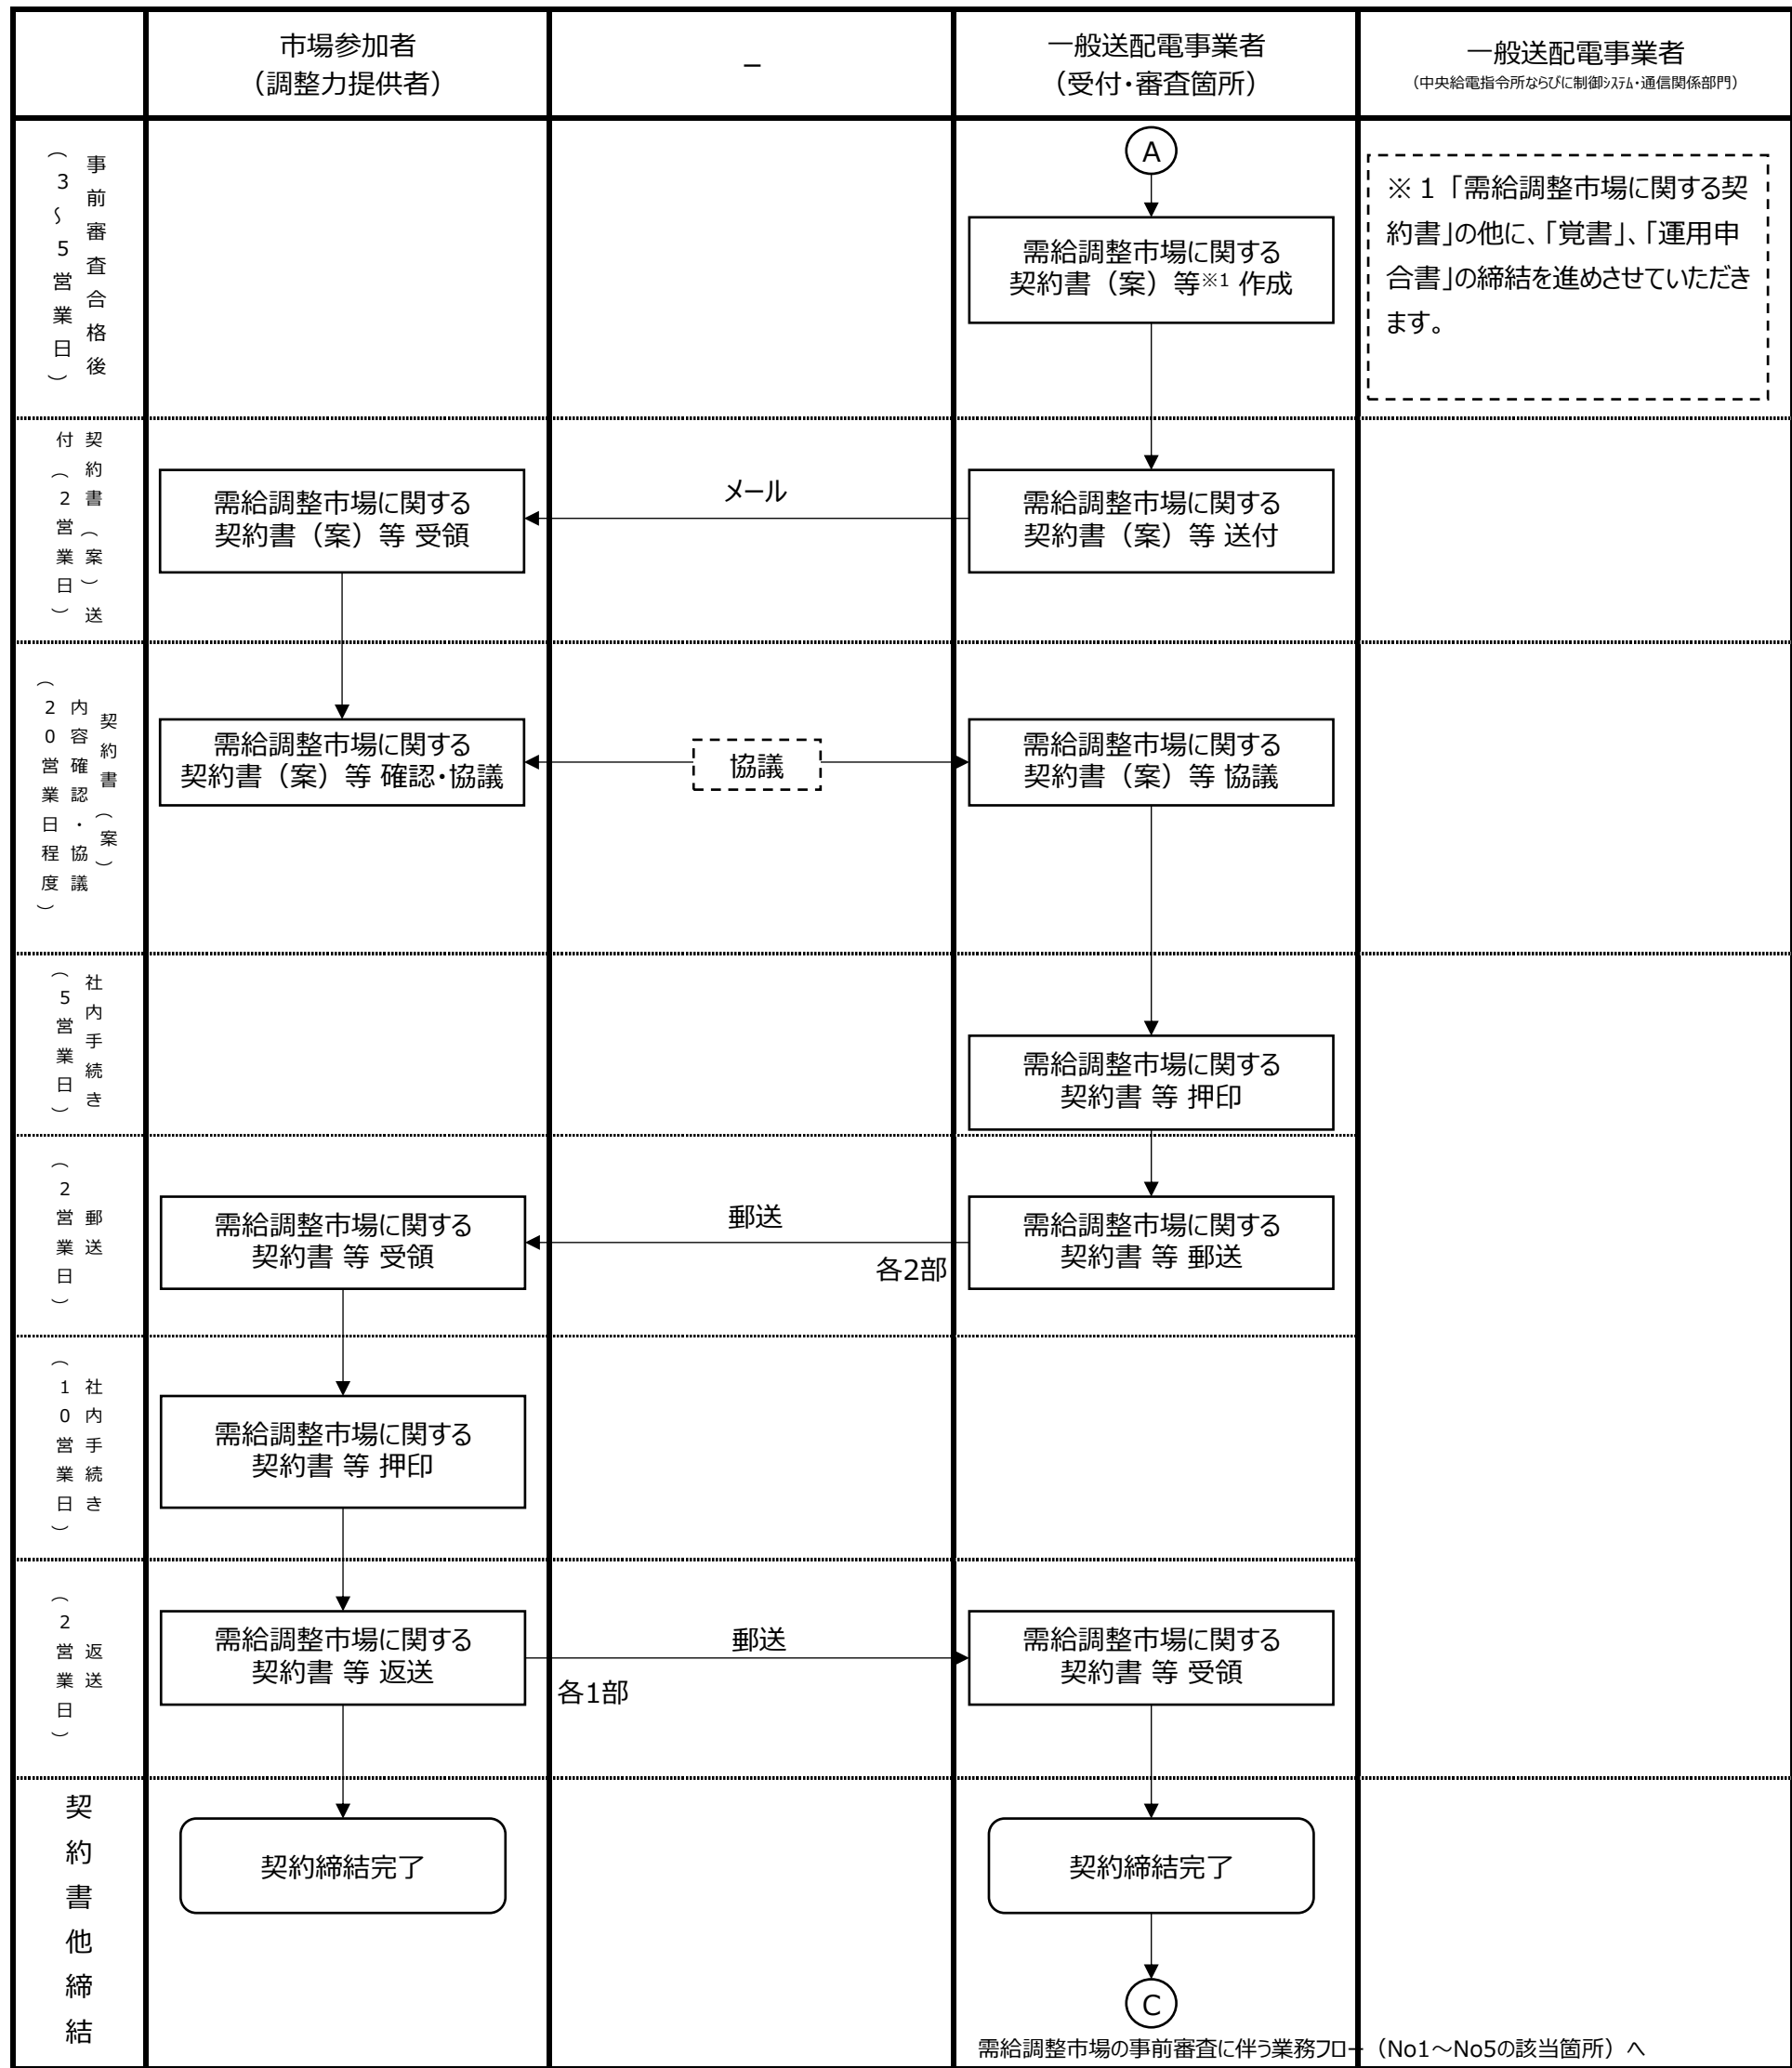 市場参加者
（調整力提供者）
－
一般送配電事業者
（受付・審査箇所）
一般送配電事業者
（中央給電指令所ならびに制御ｼｽﾃﾑ・通信関係部門）
事前審査合格後
（３～５営業日）
A
需給調整市場に関する
契約書（案）等※1 作成
※１「需給調整市場に関する契
約書」の他に、「覚書」、「運用申
合書」の締結を進めさせていただき
ます。
契約書（案）送
付（２営業日）
需給調整市場に関する
契約書（案）等 受領
メール
需給調整市場に関する
契約書（案）等 送付
契約書（案）
内容確認・協議
（２０営業日程度）
需給調整市場に関する
契約書（案）等 確認・協議
協議
需給調整市場に関する
契約書（案）等 協議
社内手続き
（５営業日）
需給調整市場に関する
契約書 等 押印
郵送
（２営業日）
需給調整市場に関する
契約書 等 受領
郵送
各2部
需給調整市場に関する
契約書 等 郵送
社内手続き
（１０営業日）
需給調整市場に関する
契約書 等 押印
返送
（２営業日）
需給調整市場に関する
契約書 等 返送
郵送
各1部
需給調整市場に関する
契約書 等 受領
契約書他締結
契約締結完了
契約締結完了
C
需給調整市場の事前審査に伴う業務ﾌﾛｰ（No1～No5の該当箇所）へ